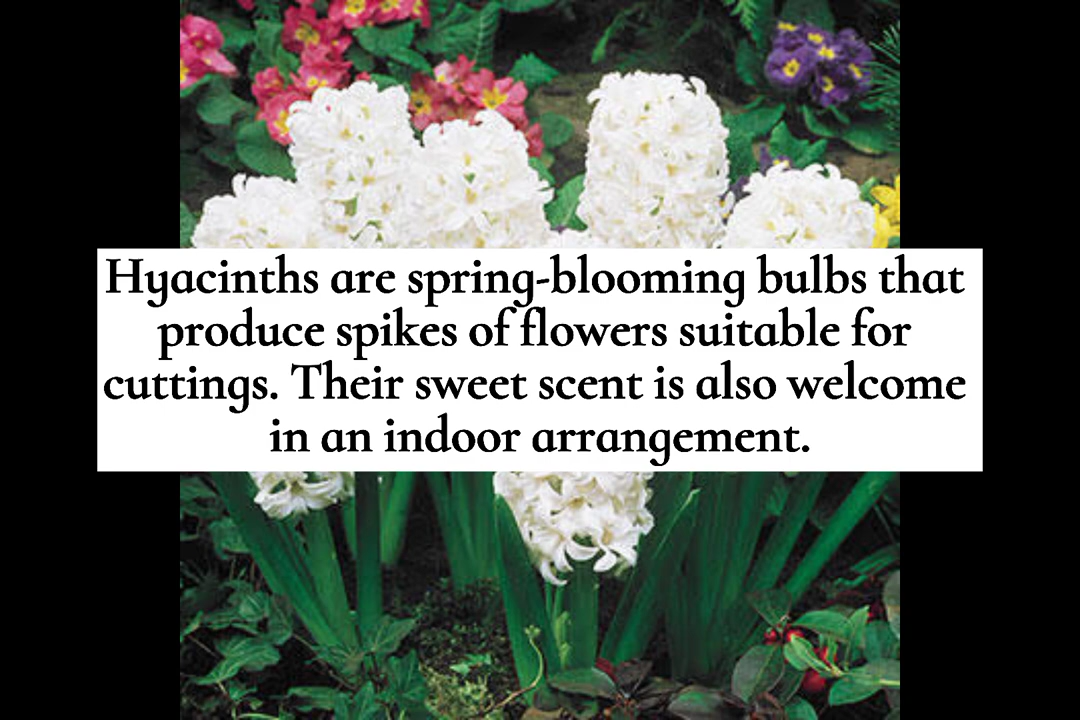 Hyacinths are spring-blooming bulbs that
produce spikes of flowers suitable for
cuttings. Their sweet scent is also welcome
in an indoor arrangement.